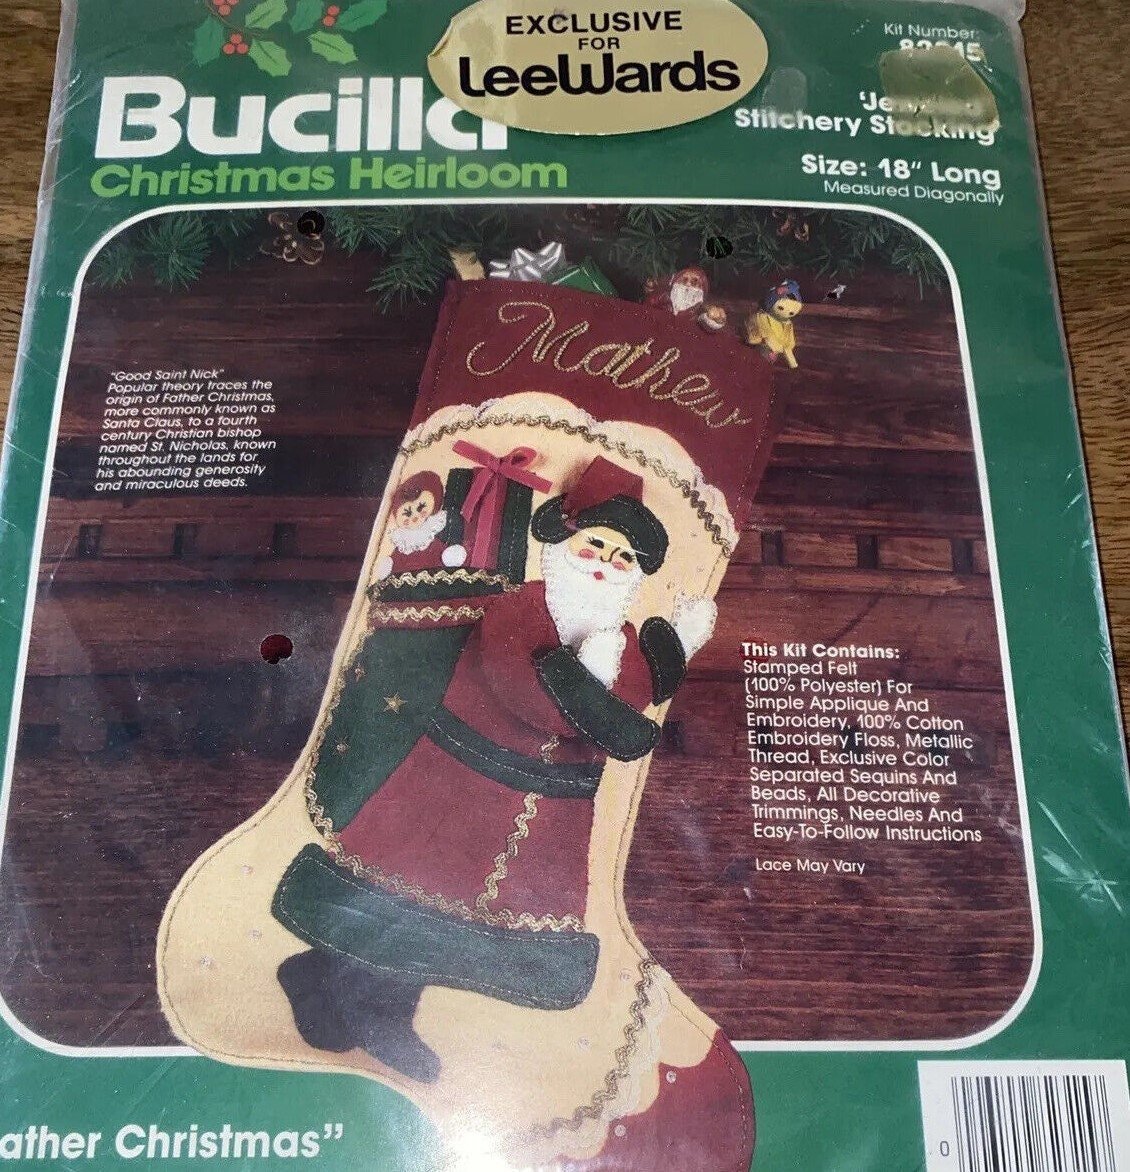 EXCLUSIVE
FOR
LeeWards
Kit Number:
Bucilla
Christmas Heirloom
Stitchery Stocking
Size: 18" Long
Measured Diagonally
Mathew
"Good Saint Nick"
Popular theory traces the
origin of Father Christmas,
more commonly known as
Santa Claus, to a fourth
century Christian bishop
named St. Nicholas, known
throughout the lands for
his abounding generosity
and miraculous deeds.
This Kit Contains:
Stamped Felt
(100% Polyester) For
Simple Applique And
Embroidery, 100% Cotton
Embroidery Floss, Metallic
Thread, Exclusive Color
Separated Sequins And
Beads, All Decorative
Trimmings, Needles And
Easy-To-Follow Instructions
Lace May Vary
ather Christmas"
0